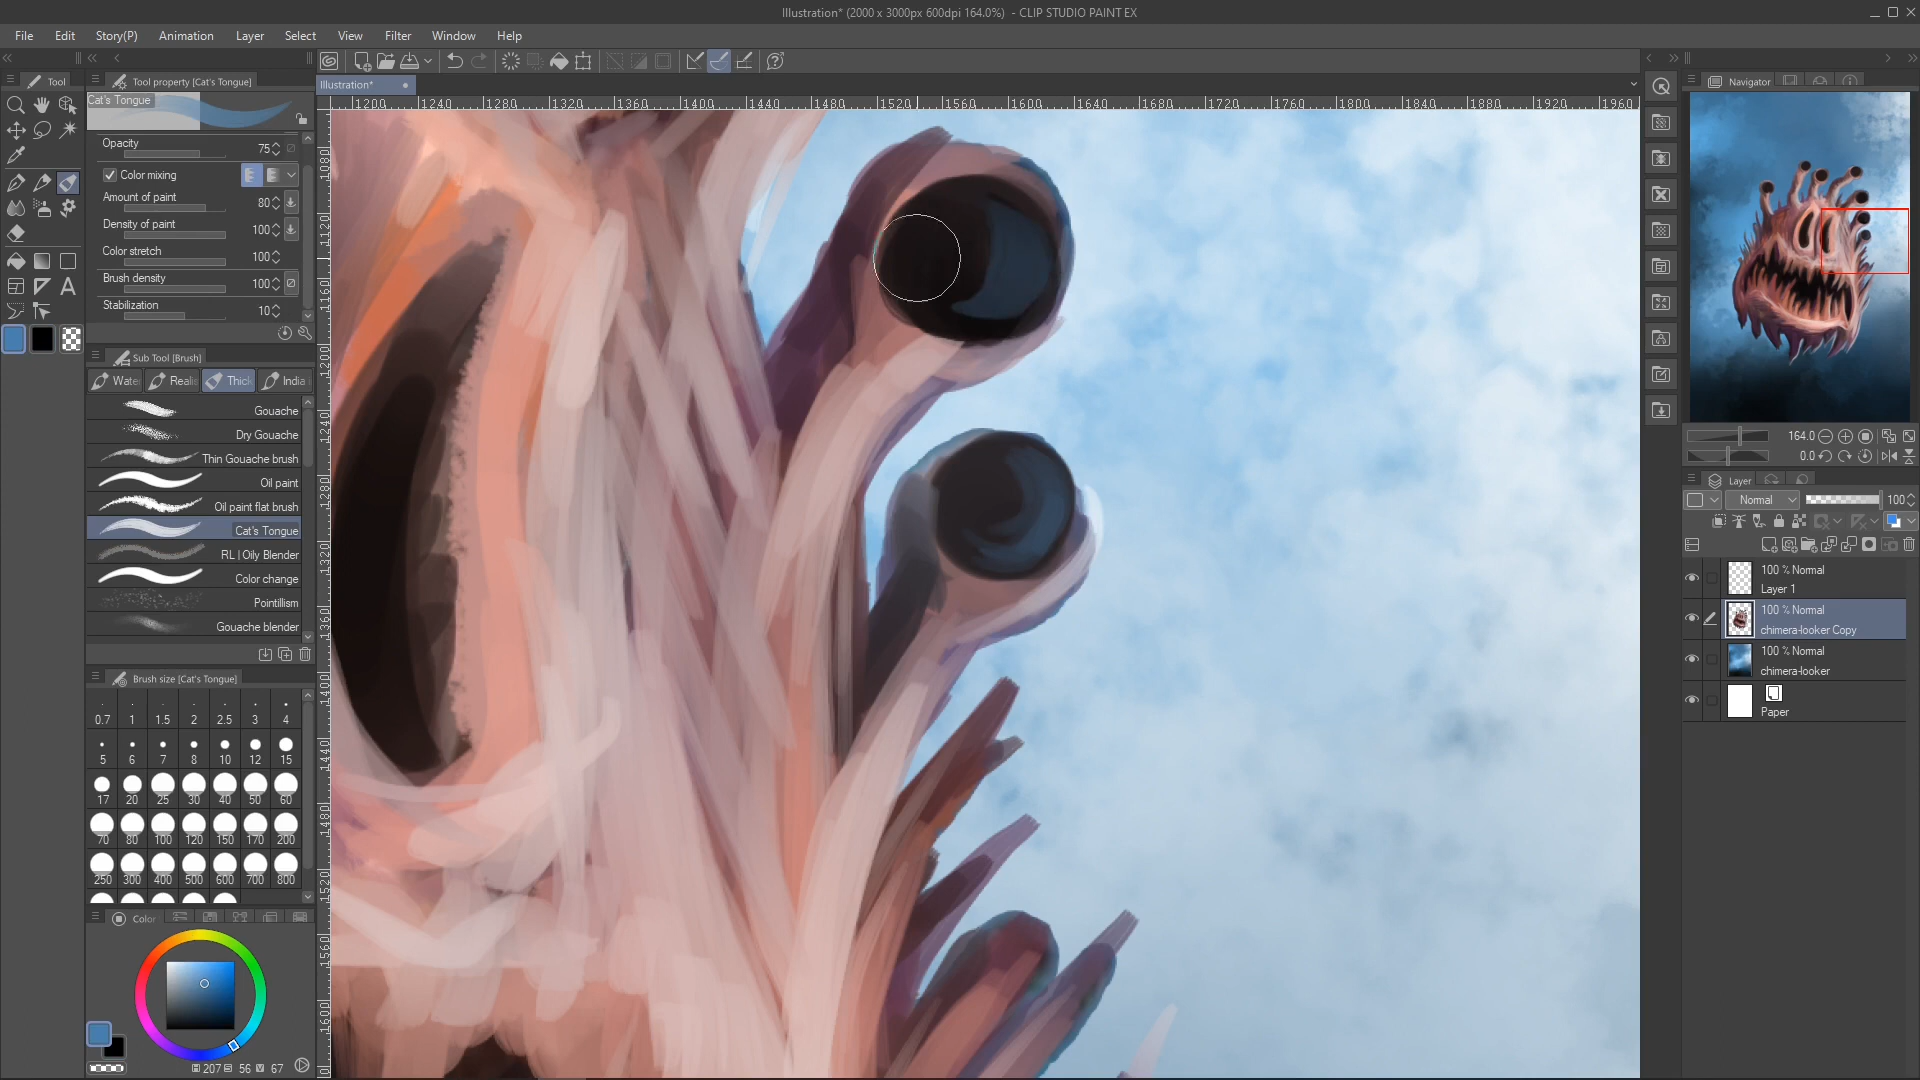 Illustration* (2000 x 3000px 600dpi 164.0%) - CLIP STUDIO PAINT EX
File Edit Story(P) Animation Layer Select View Filter Window Help
Tool
Tool property [Cat's Tongue]
Illustration*
Navigator
Cat's Tongue
1200 1240 1280 1320 1360 1400 1440 1480 1520 1560 1600 1640 1680 1720 1760 1800 1840 1880 1920 1960
Opacity 75
Color mixing
Amount of paint 80
Density of paint 100
Color stretch 100
Brush density 100
Stabilization 10
Sub Tool [Brush]
Wate Reali Thick India
Gouache
Dry Gouache
Thin Gouache brush
Oil paint
Oil paint flat brush
Cat's Tongue
RL | Oily Blender
Color change
Pointillism
Gouache blender
Brush size [Cat's Tongue]
0.7 1 1.5 2 2.5 3 4
5 6 7 8 10 12 15
17 20 25 30 40 50 60
70 80 100 120 150 170 200
250 300 400 500 600 700 800
Color
207 56 67
1080
1120
1160
1200
1240
1280
1320
1360
1400
1440
1480
1520
1560
1600
164.0
0.0
Layer
Normal 100
100 % Normal
Layer 1
100 % Normal
chimera-looker Copy
100 % Normal
chimera-looker
Paper